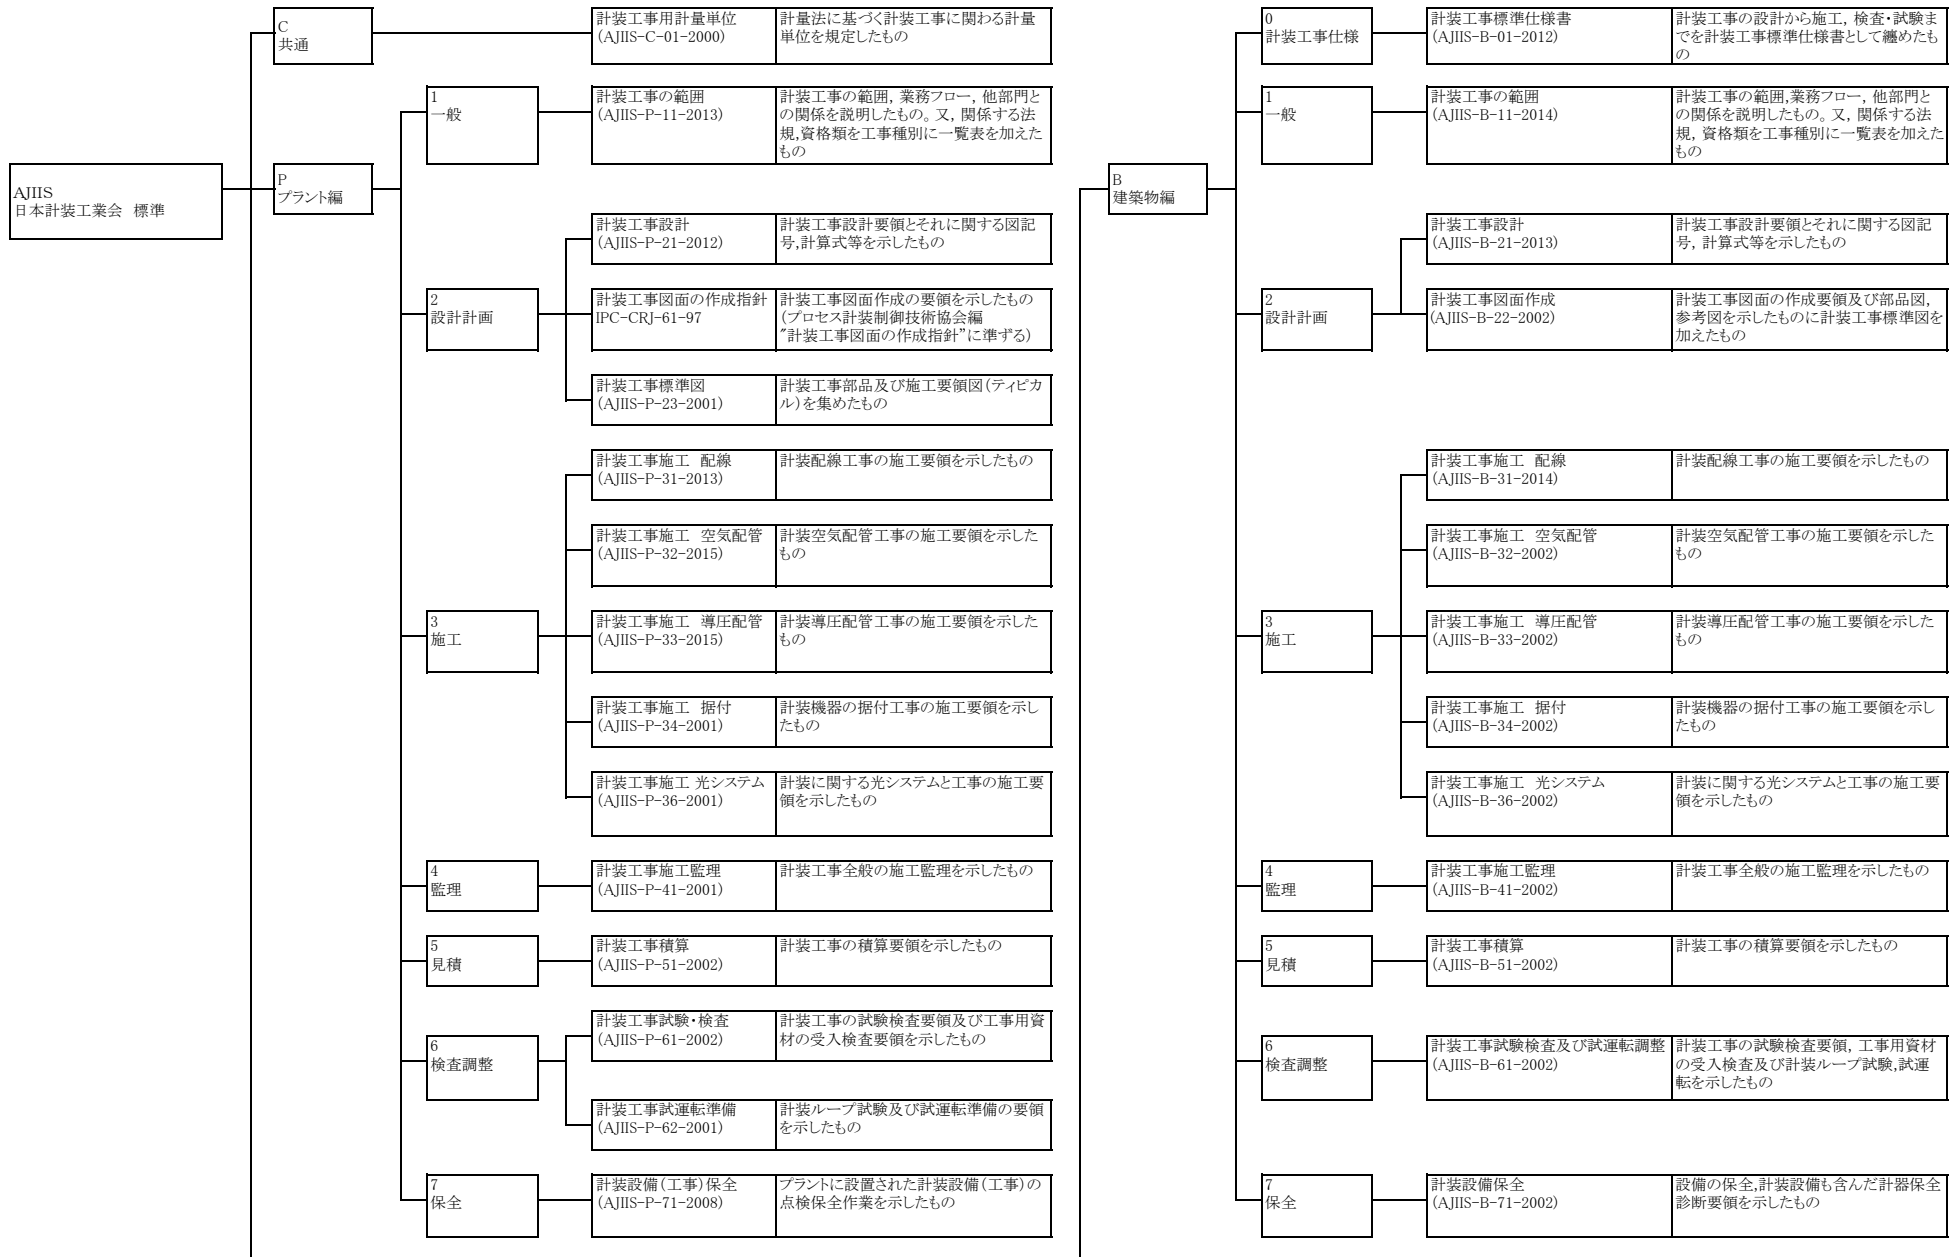 AJIIS
日本計装工業会　標準
C
共通
計装工事用計量単位
(AJIIS-C-01-2000)
計量法に基づく計装工事に関わる計量
単位を規定したもの
P
プラント編
1
一般
計装工事の範囲
(AJIIS-P-11-2013)
計装工事の範囲, 業務フロー, 他部門と
の関係を説明したもの。又, 関係する法
規,資格類を工事種別に一覧表を加えた
もの
2
設計計画
計装工事設計
(AJIIS-P-21-2012)
計装工事設計要領とそれに関する図記
号,計算式等を示したもの
計装工事図面の作成指針
IPC-CRJ-61-97
計装工事図面作成の要領を示したもの
(プロセス計装制御技術協会編
"計装工事図面の作成指針"に準ずる)
計装工事標準図
(AJIIS-P-23-2001)
計装工事部品及び施工要領図(ティピカ
ル)を集めたもの
3
施工
計装工事施工　配線
(AJIIS-P-31-2013)
計装配線工事の施工要領を示したもの
計装工事施工　空気配管
(AJIIS-P-32-2015)
計装空気配管工事の施工要領を示した
もの
計装工事施工　導圧配管
(AJIIS-P-33-2015)
計装導圧配管工事の施工要領を示した
もの
計装工事施工　据付
(AJIIS-P-34-2001)
計装機器の据付工事の施工要領を示し
たもの
計装工事施工 光システム
(AJIIS-P-36-2001)
計装に関する光システムと工事の施工要
領を示したもの
4
監理
計装工事施工監理
(AJIIS-P-41-2001)
計装工事全般の施工監理を示したもの
5
見積
計装工事積算
(AJIIS-P-51-2002)
計装工事の積算要領を示したもの
6
検査調整
計装工事試験・検査
(AJIIS-P-61-2002)
計装工事の試験検査要領及び工事用資
材の受入検査要領を示したもの
計装工事試運転準備
(AJIIS-P-62-2001)
計装ループ試験及び試運転準備の要領
を示したもの
7
保全
計装設備(工事)保全
(AJIIS-P-71-2008)
プラントに設置された計装設備(工事)の
点検保全作業を示したもの
B
建築物編
0
計装工事仕様
計装工事標準仕様書
(AJIIS-B-01-2012)
計装工事の設計から施工, 検査・試験ま
でを計装工事標準仕様書として纏めたも
の
1
一般
計装工事の範囲
(AJIIS-B-11-2014)
計装工事の範囲,業務フロー, 他部門と
の関係を説明したもの。又, 関係する法
規, 資格類を工事種別に一覧表を加えた
もの
2
設計計画
計装工事設計
(AJIIS-B-21-2013)
計装工事設計要領とそれに関する図記
号, 計算式等を示したもの
計装工事図面作成
(AJIIS-B-22-2002)
計装工事図面の作成要領及び部品図,
参考図を示したものに計装工事標準図を
加えたもの
3
施工
計装工事施工　配線
(AJIIS-B-31-2014)
計装配線工事の施工要領を示したもの
計装工事施工　空気配管
(AJIIS-B-32-2002)
計装空気配管工事の施工要領を示した
もの
計装工事施工　導圧配管
(AJIIS-B-33-2002)
計装導圧配管工事の施工要領を示した
もの
計装工事施工　据付
(AJIIS-B-34-2002)
計装機器の据付工事の施工要領を示し
たもの
計装工事施工　光システム
(AJIIS-B-36-2002)
計装に関する光システムと工事の施工要
領を示したもの
4
監理
計装工事施工監理
(AJIIS-B-41-2002)
計装工事全般の施工監理を示したもの
5
見積
計装工事積算
(AJIIS-B-51-2002)
計装工事の積算要領を示したもの
6
検査調整
計装工事試験検査及び試運転調整
(AJIIS-B-61-2002)
計装工事の試験検査要領, 工事用資材
の受入検査及び計装ループ試験,試運
転を示したもの
7
保全
計装設備保全
(AJIIS-B-71-2002)
設備の保全,計装設備も含んだ計器保全
診断要領を示したもの